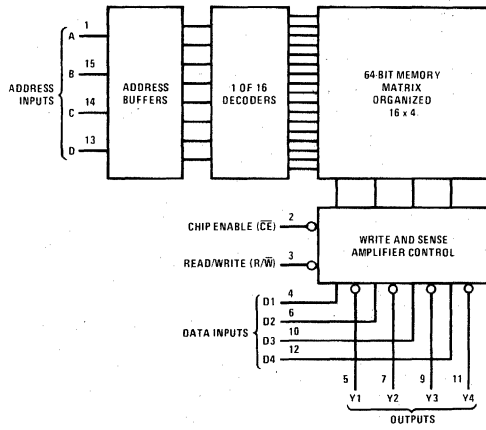 ADDRESS
INPUTS
A 1
B 15
C 14
D 13
ADDRESS
BUFFERS
1 OF 16
DECODERS
64-BIT MEMORY
MATRIX
ORGANIZED
16 x 4
CHIP ENABLE (C̅E̅) 2
READ/WRITE (R/W̅) 3
WRITE AND SENSE
AMPLIFIER CONTROL
DATA INPUTS
4
D1
6
D2
10
D3
12
D4
5 7 9 11
Y1 Y2 Y3 Y4
OUTPUTS